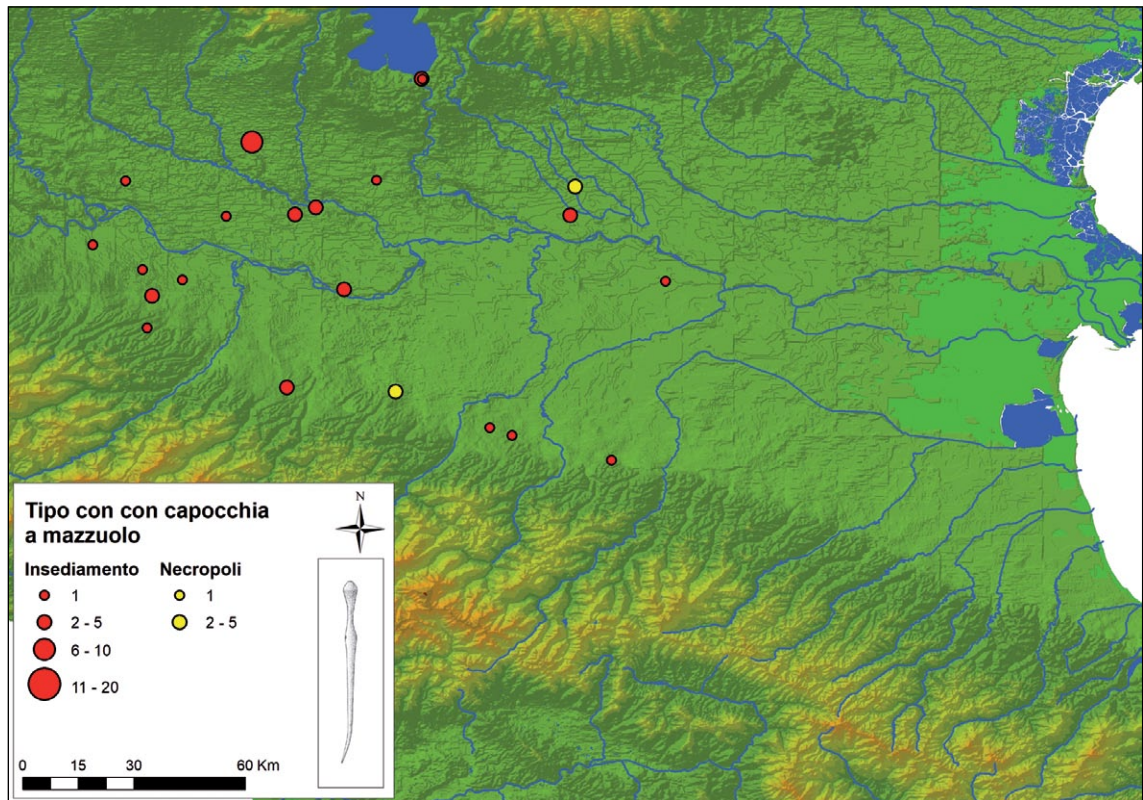 Tipo con con capocchia
a mazzuolo
N
Insediamento Necropoli
1 1
2 - 5 2 - 5
6 - 10
11 - 20
0 15 30 60 Km